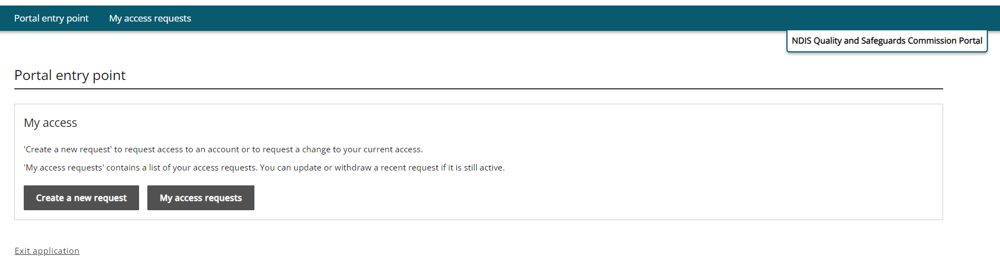 Portal entry point
My access requests
NDIS Quality and Safeguards Commission Portal
Portal entry point
My access
'Create a new request' to request access to an account or to request a change to your current access.
'My access requests' contains a list of your access requests. You can update or withdraw a recent request if it is still active.
Create a new request
My access requests
Exit application